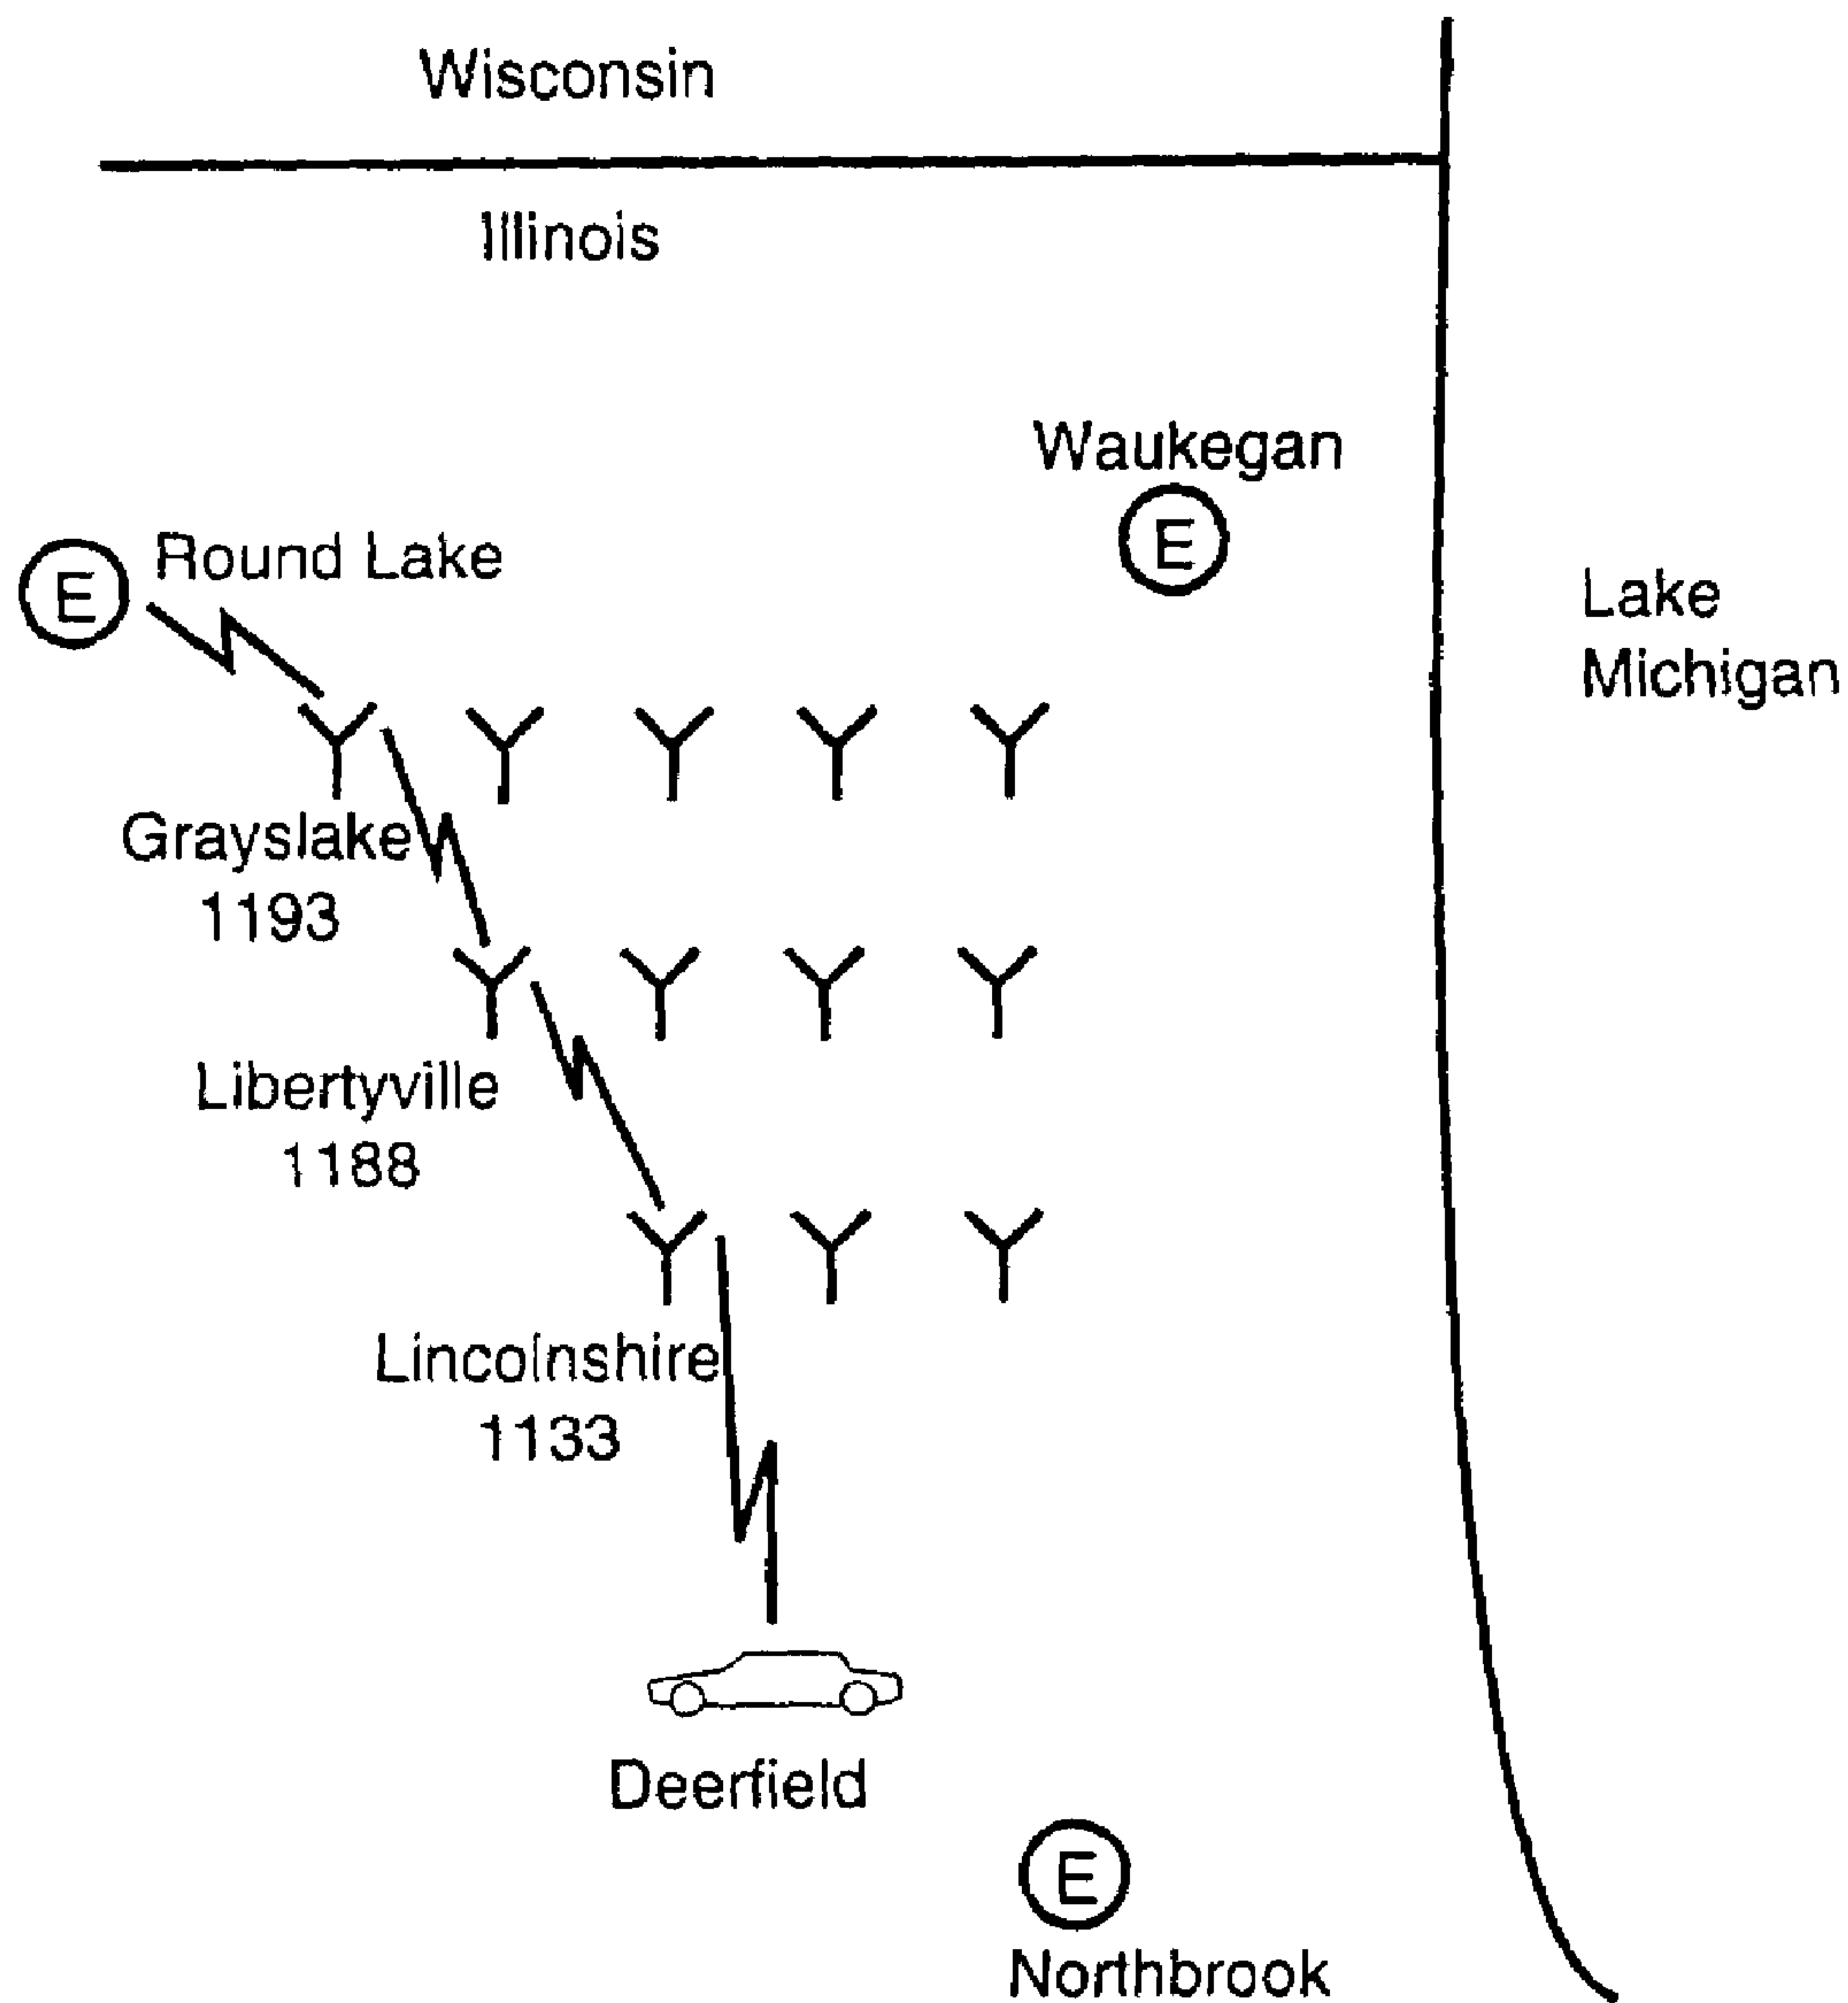 Wisconsin
Illinois
Waukegan
E
Round Lake
E
Lake
Michigan
Grayslake
1193
Libertyville
1188
Lincolnshire
1133
Deerfield
E
Northbrook